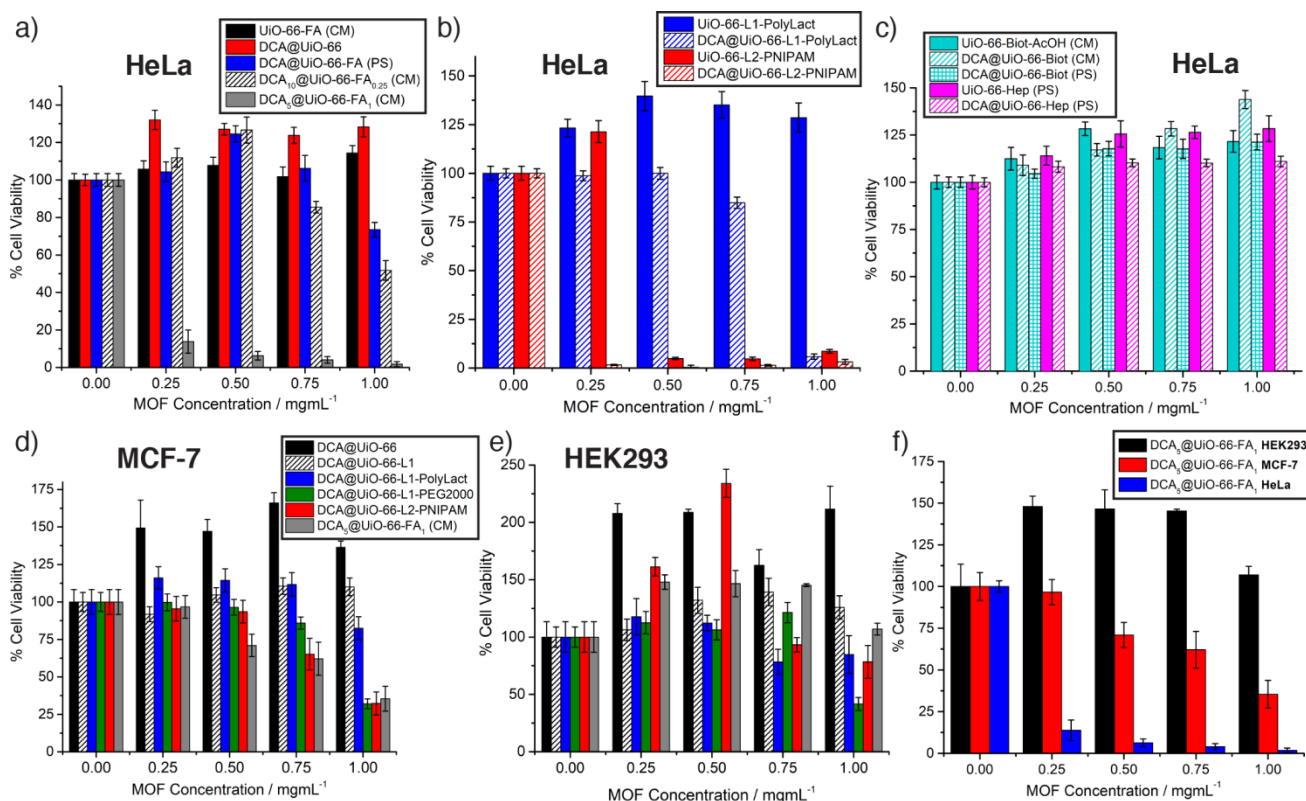 a)
HeLa
UiO-66-FA (CM)
DCA@UiO-66
DCA@UiO-66-FA (PS)
DCA₁₀@UiO-66-FA₀.₂₅ (CM)
DCA₅@UiO-66-FA₁ (CM)
% Cell Viability
140
120
100
80
60
40
20
0
0.00 0.25 0.50 0.75 1.00
MOF Concentration / mgmL⁻¹
b)
HeLa
UiO-66-L1-PolyLact
DCA@UiO-66-L1-PolyLact
UiO-66-L2-PNIPAM
DCA@UiO-66-L2-PNIPAM
% Cell Viability
150
125
100
75
50
25
0
0.00 0.25 0.50 0.75 1.00
MOF Concentration / mgmL⁻¹
c)
HeLa
UiO-66-Biot-AcOH (CM)
DCA@UiO-66-Biot (CM)
DCA@UiO-66-Biot (PS)
UiO-66-Hep (PS)
DCA@UiO-66-Hep (PS)
% Cell Viability
150
125
100
75
50
25
0
0.00 0.25 0.50 0.75 1.00
MOF Concentration / mgmL⁻¹
d)
MCF-7
DCA@UiO-66
DCA@UiO-66-L1
DCA@UiO-66-L1-PolyLact
DCA@UiO-66-L1-PEG2000
DCA@UiO-66-L2-PNIPAM
DCA₅@UiO-66-FA₁ (CM)
% Cell Viability
175
150
125
100
75
50
25
0
0.00 0.25 0.50 0.75 1.00
MOF Concentration / mgmL⁻¹
e)
HEK293
% Cell Viability
250
200
150
100
50
0
0.00 0.25 0.50 0.75 1.00
MOF Concentration / mgmL⁻¹
f)
DCA₅@UiO-66-FA₁ HEK293
DCA₅@UiO-66-FA₁ MCF-7
DCA₅@UiO-66-FA₁ HeLa
% Cell Viability
175
150
125
100
75
50
25
0
0.00 0.25 0.50 0.75 1.00
MOF Concentration / mgmL⁻¹